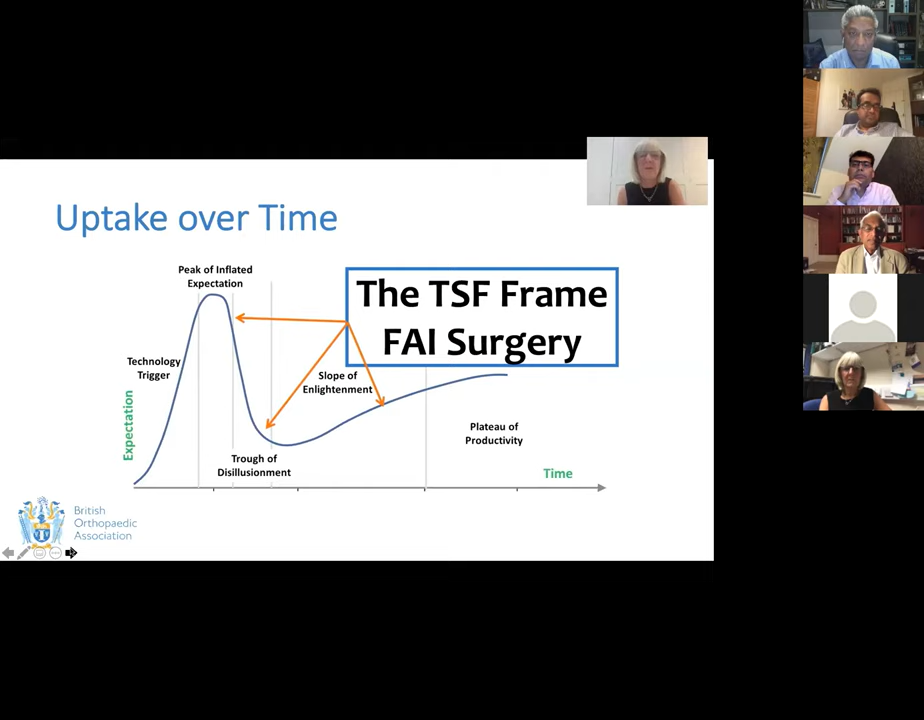 Uptake over Time
Peak of Inflated
Expectation
The TSF Frame
FAI Surgery
Technology
Trigger
Slope of
Enlightenment
Expectation
Plateau of
Productivity
Trough of
Disillusionment
Time
British
Orthopaedic
Association